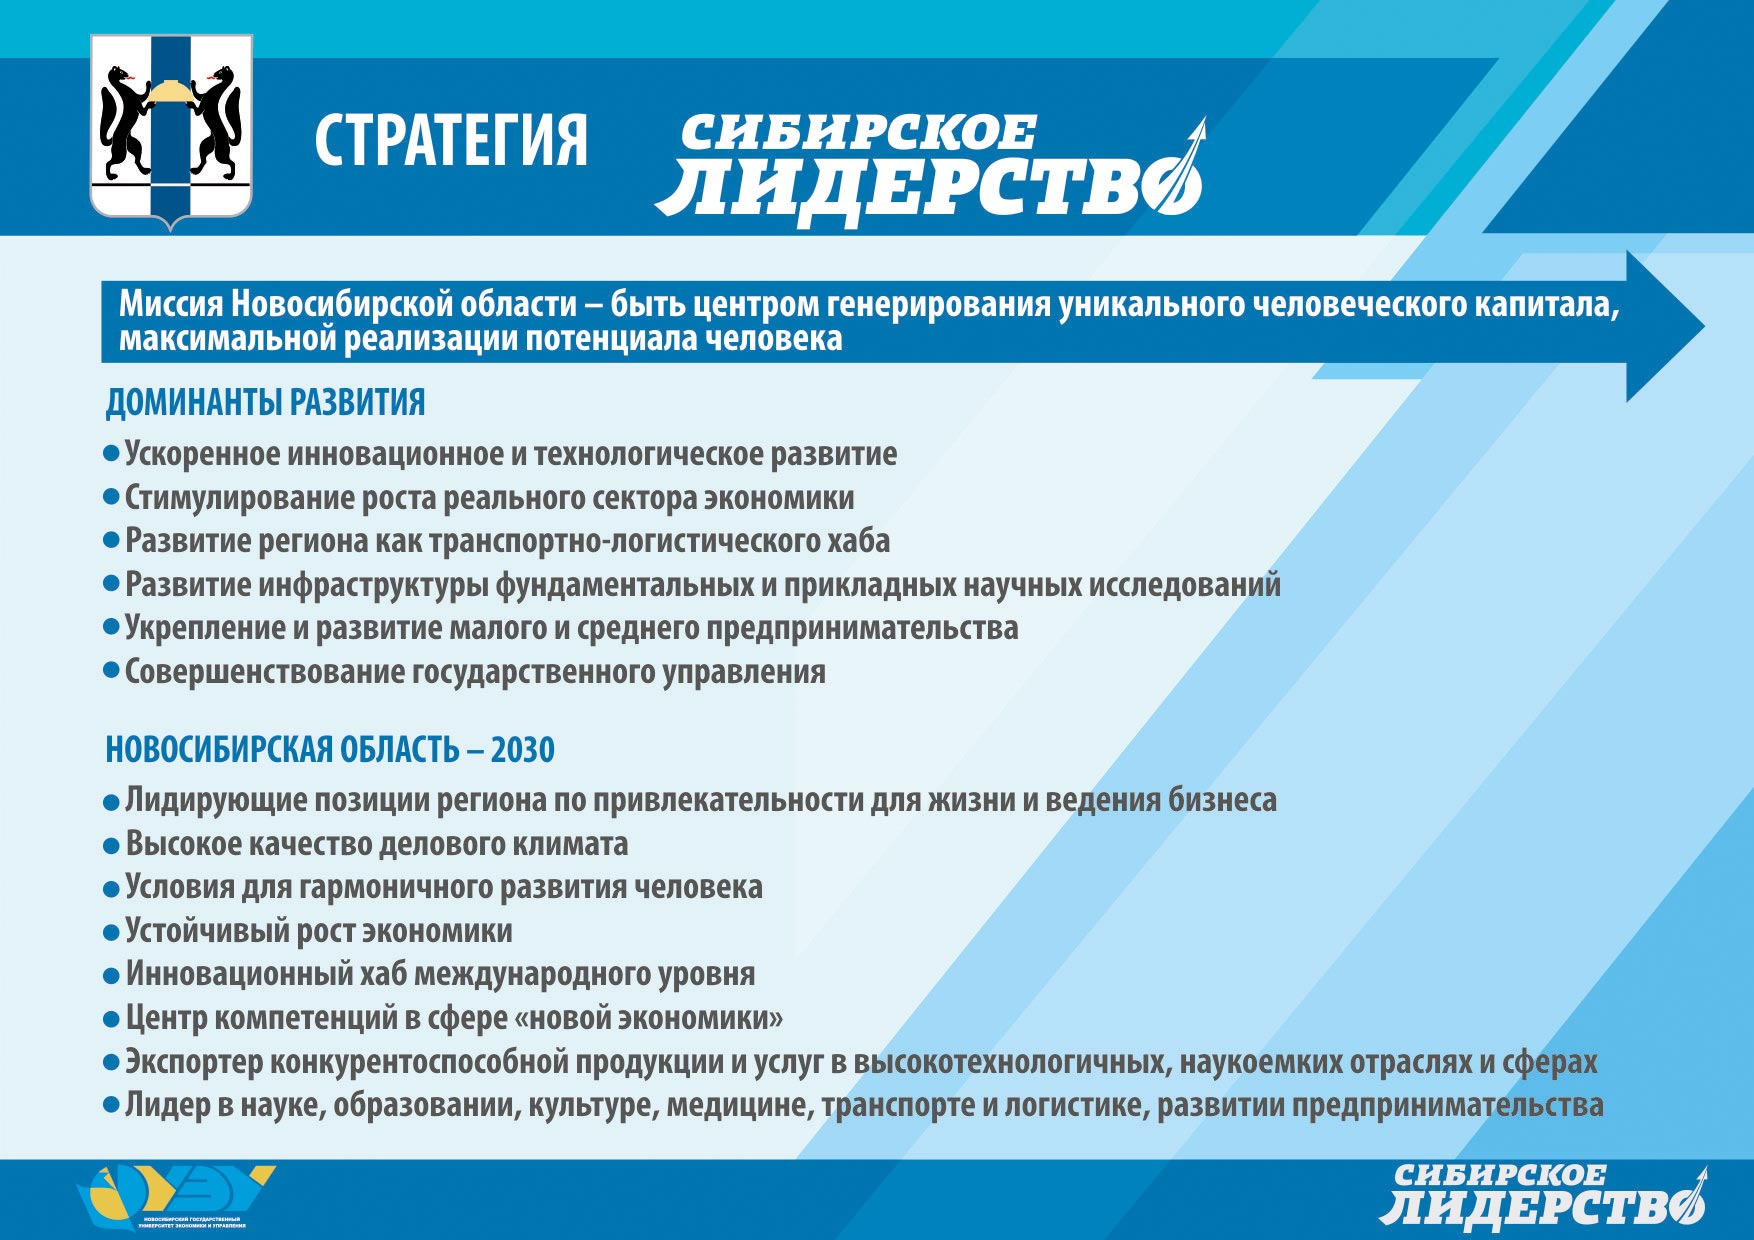 СТРАТЕГИЯ
СИБИРСКОЕ
ЛИДЕРСТВО
Миссия Новосибирской области – быть центром генерирования уникального человеческого капитала,
максимальной реализации потенциала человека
ДОМИНАНТЫ РАЗВИТИЯ
Ускоренное инновационное и технологическое развитие
Стимулирование роста реального сектора экономики
Развитие региона как транспортно-логистического хаба
Развитие инфраструктуры фундаментальных и прикладных научных исследований
Укрепление и развитие малого и среднего предпринимательства
Совершенствование государственного управления
НОВОСИБИРСКАЯ ОБЛАСТЬ – 2030
Лидирующие позиции региона по привлекательности для жизни и ведения бизнеса
Высокое качество делового климата
Условия для гармоничного развития человека
Устойчивый рост экономики
Инновационный хаб международного уровня
Центр компетенций в сфере «новой экономики»
Экспортер конкурентоспособной продукции и услуг в высокотехнологичных, наукоемких отраслях и сферах
Лидер в науке, образовании, культуре, медицине, транспорте и логистике, развитии предпринимательства
НОВОСИБИРСКИЙ ГОСУДАРСТВЕННЫЙ
УНИВЕРСИТЕТ ЭКОНОМИКИ И УПРАВЛЕНИЯ
СИБИРСКОЕ
ЛИДЕРСТВО